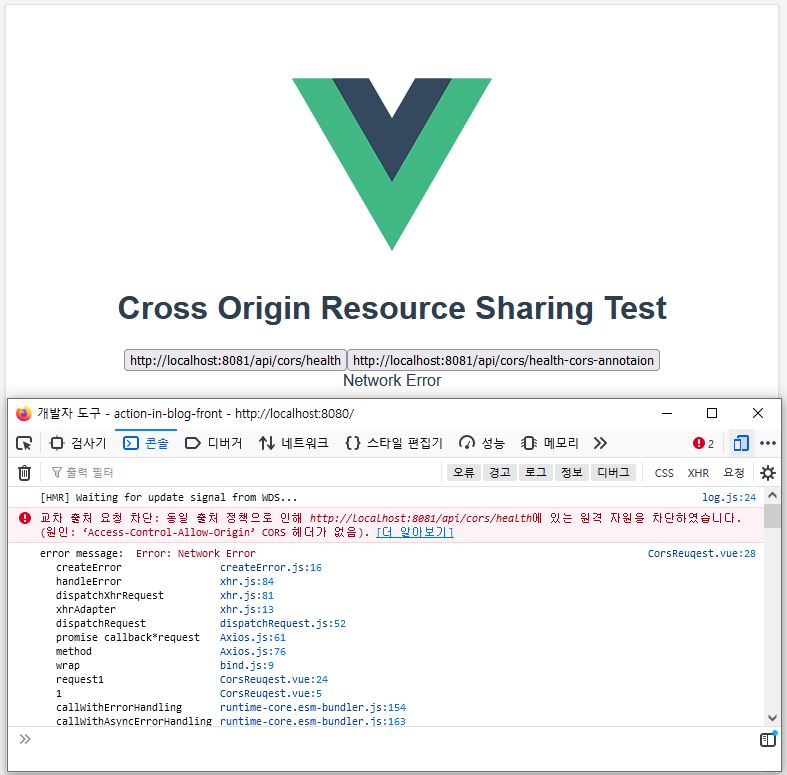 Cross Origin Resource Sharing Test
http://localhost:8081/api/cors/health http://localhost:8081/api/cors/health-cors-annotaion
Network Error
개발자 도구 - action-in-blog-front - http://localhost:8080/
검사기 콘솔 디버거 네트워크 스타일 편집기 성능 메모리 2
출력 필터 오류 경고 로그 정보 디버그 CSS XHR 요청
[HMR] Waiting for update signal from WDS... log.js:24
교차 출처 요청 차단: 동일 출처 정책으로 인해 http://localhost:8081/api/cors/health에 있는 원격 자원을 차단하였습니다.
(원인: ‘Access-Control-Allow-Origin’ CORS 헤더가 없음). [더 알아보기]
error message: Error: Network Error CorsReuqest.vue:28
createError createError.js:16
handleError xhr.js:84
dispatchXhrRequest xhr.js:81
xhrAdapter xhr.js:13
dispatchRequest dispatchRequest.js:52
promise callback*request Axios.js:61
method Axios.js:76
wrap bind.js:9
request1 CorsReuqest.vue:24
1 CorsReuqest.vue:5
callWithErrorHandling runtime-core.esm-bundler.js:154
callWithAsyncErrorHandling runtime-core.esm-bundler.js:163